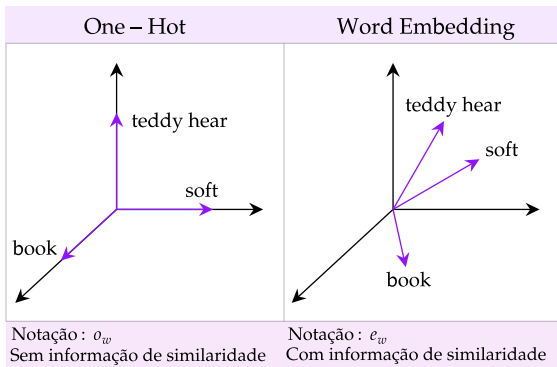 One – Hot
Word Embedding
teddy hear
soft
book
teddy hear
soft
book
Notação : o_w
Sem informação de similaridade
Notação : e_w
Com informação de similaridade